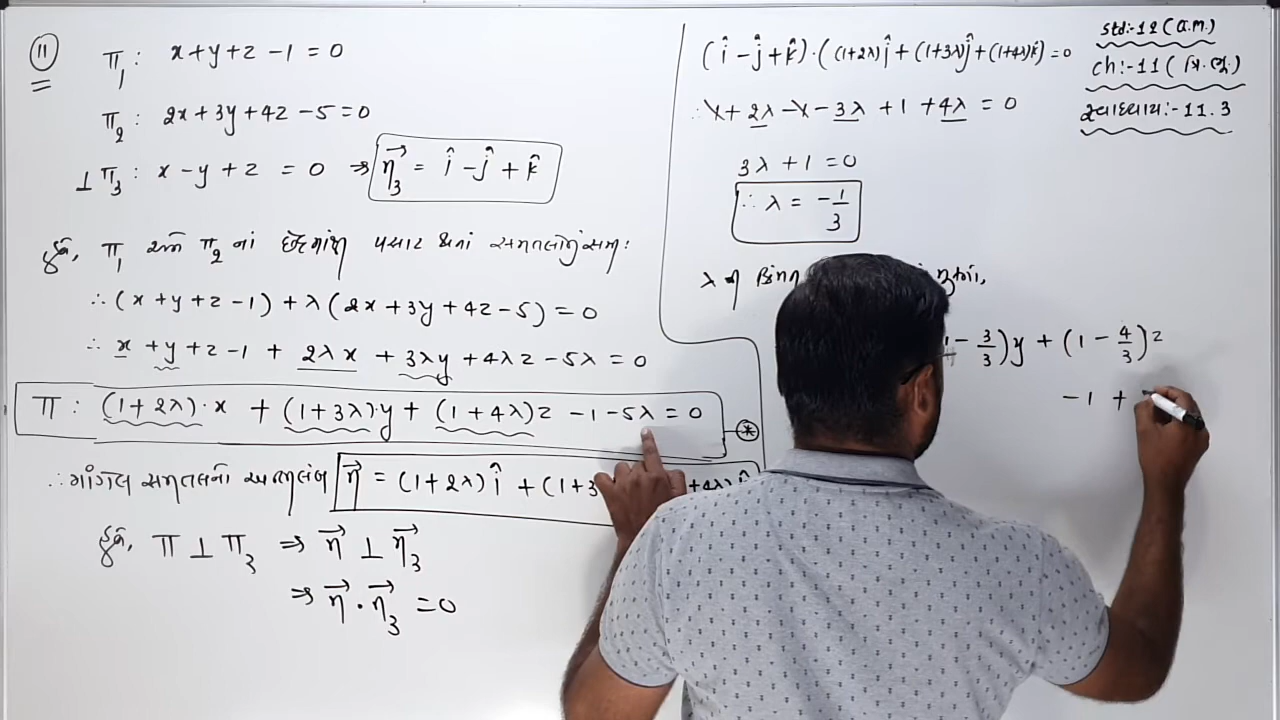 (11)
π₁ : x + y + z − 1 = 0
π₂ : 2x + 3y + 4z − 5 = 0
⊥ π₃ : x − y + z = 0 ⇒ η⃗₃ = î − ĵ + k̂
હવે, π₁ અને π₂ નાં છેદમાંથી પસાર થતાં સમતલોનું સમ:
∴ (x + y + z − 1) + λ(2x + 3y + 4z − 5) = 0
∴ x + y + z − 1 + 2λx + 3λy + 4λz − 5λ = 0
π : (1 + 2λ)·x + (1 + 3λ)·y + (1 + 4λ)z − 1 − 5λ = 0 ⊛
∴ માંગેલ સમતલનો અભિલંબ η⃗ = (1 + 2λ)î + (1 + 3
હવે, π ⊥ π₃ ⇒ η⃗ ⊥ η⃗₃
⇒ η⃗ · η⃗₃ = 0
(î − ĵ + k̂)·((1+2λ)î + (1+3λ)ĵ + (1+4λ)k̂) = 0
∴ 1 + 2λ − 1 − 3λ + 1 + 4λ = 0
3λ + 1 = 0
∴ λ = −1/3
λ ની કિંમત
− 3/3)y + (1 − 4/3)z
−1 +
Std:-12 (G.M.)
Ch:-11 (ત્રિ.ભૂ.)
સ્વાધ્યાય:- 11.3